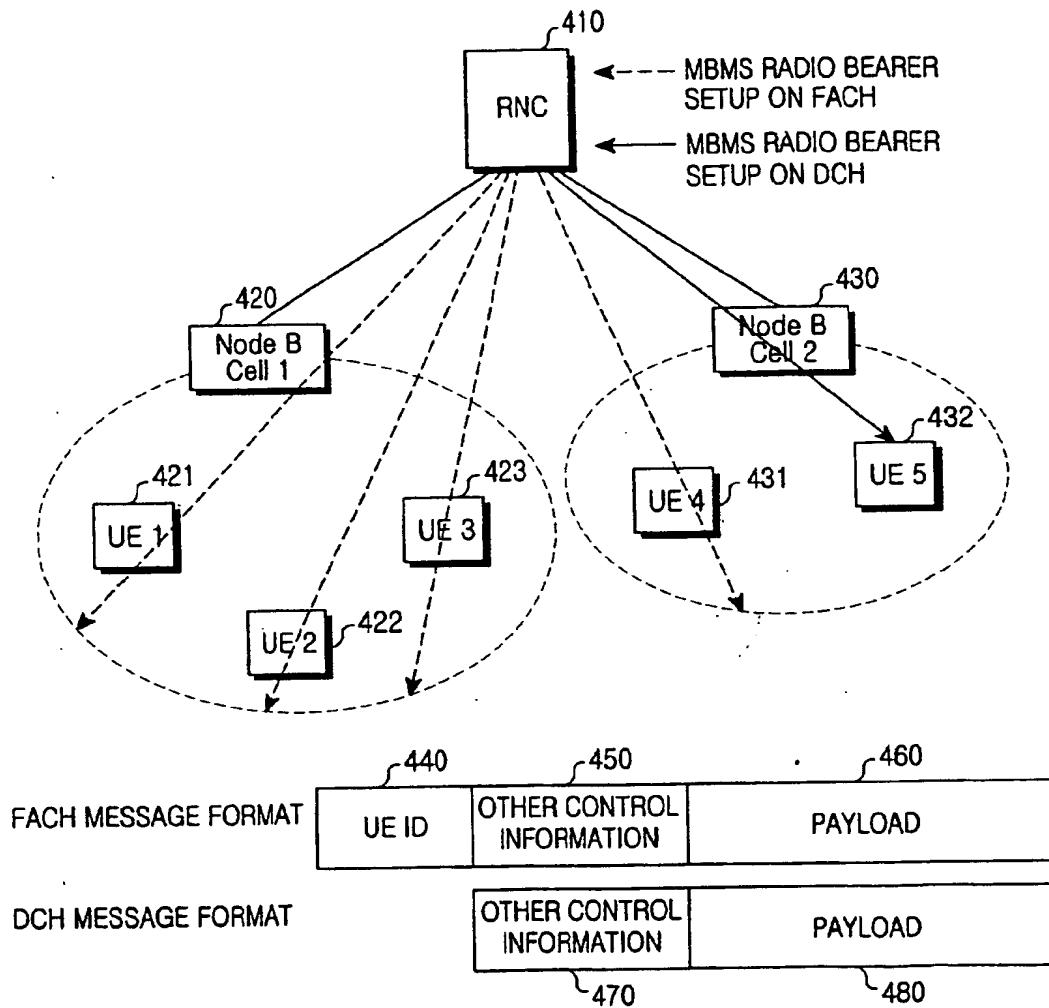 410
RNC
MBMS RADIO BEARER
SETUP ON FACH
MBMS RADIO BEARER
SETUP ON DCH
420
Node B
Cell 1
430
Node B
Cell 2
421
UE 1
422
UE 2
423
UE 3
431
UE 4
432
UE 5
440
450
460
FACH MESSAGE FORMAT
UE ID
OTHER CONTROL
INFORMATION
PAYLOAD
DCH MESSAGE FORMAT
OTHER CONTROL
INFORMATION
PAYLOAD
470
480